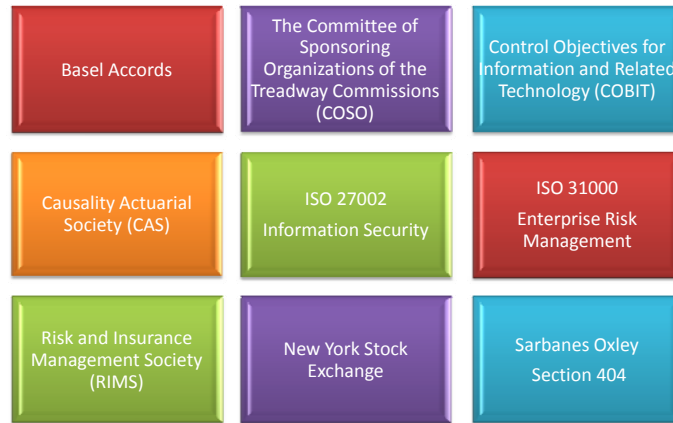 Basel Accords
The Committee of
Sponsoring
Organizations of the
Treadway Commissions
(COSO)
Control Objectives for
Information and Related
Technology (COBIT)
Causality Actuarial
Society (CAS)
ISO 27002
Information Security
ISO 31000
Enterprise Risk
Management
Risk and Insurance
Management Society
(RIMS)
New York Stock
Exchange
Sarbanes Oxley
Section 404